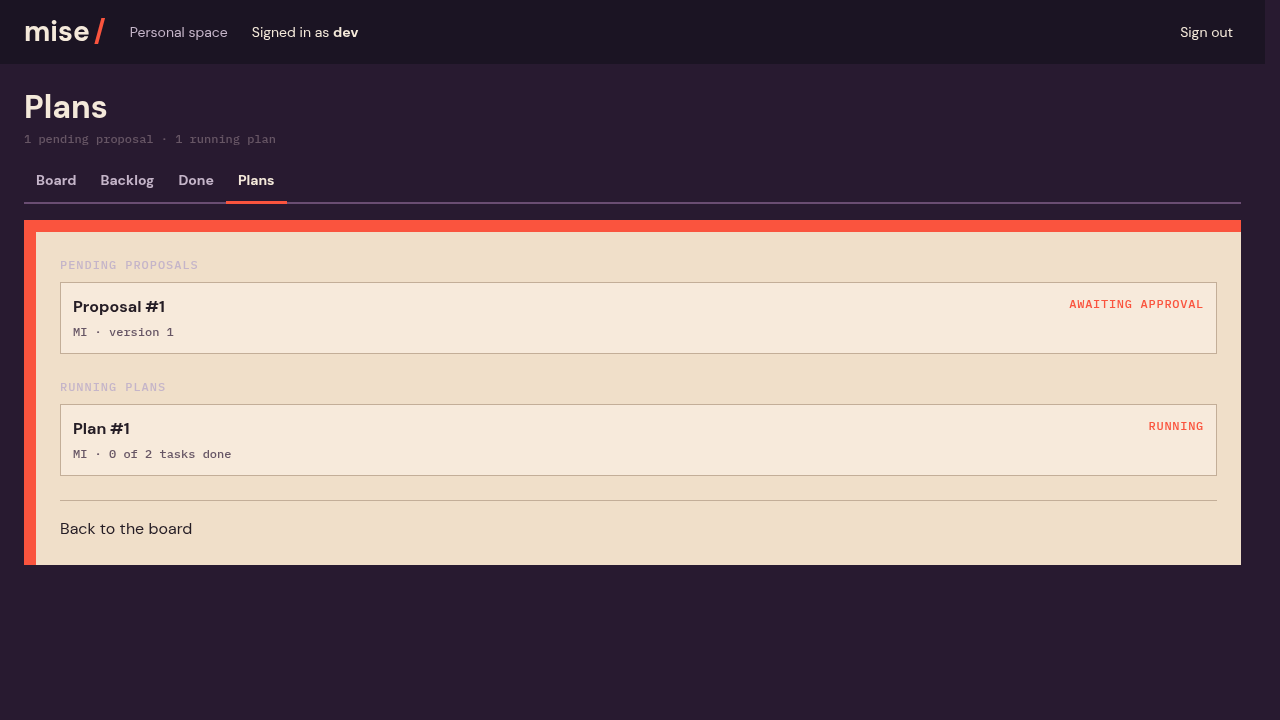 mise/ Personal space Signed in as dev Sign out
Plans
1 pending proposal · 1 running plan
Board Backlog Done Plans
PENDING PROPOSALS
Proposal #1 AWAITING APPROVAL
MI · version 1
RUNNING PLANS
Plan #1 RUNNING
MI · 0 of 2 tasks done
Back to the board